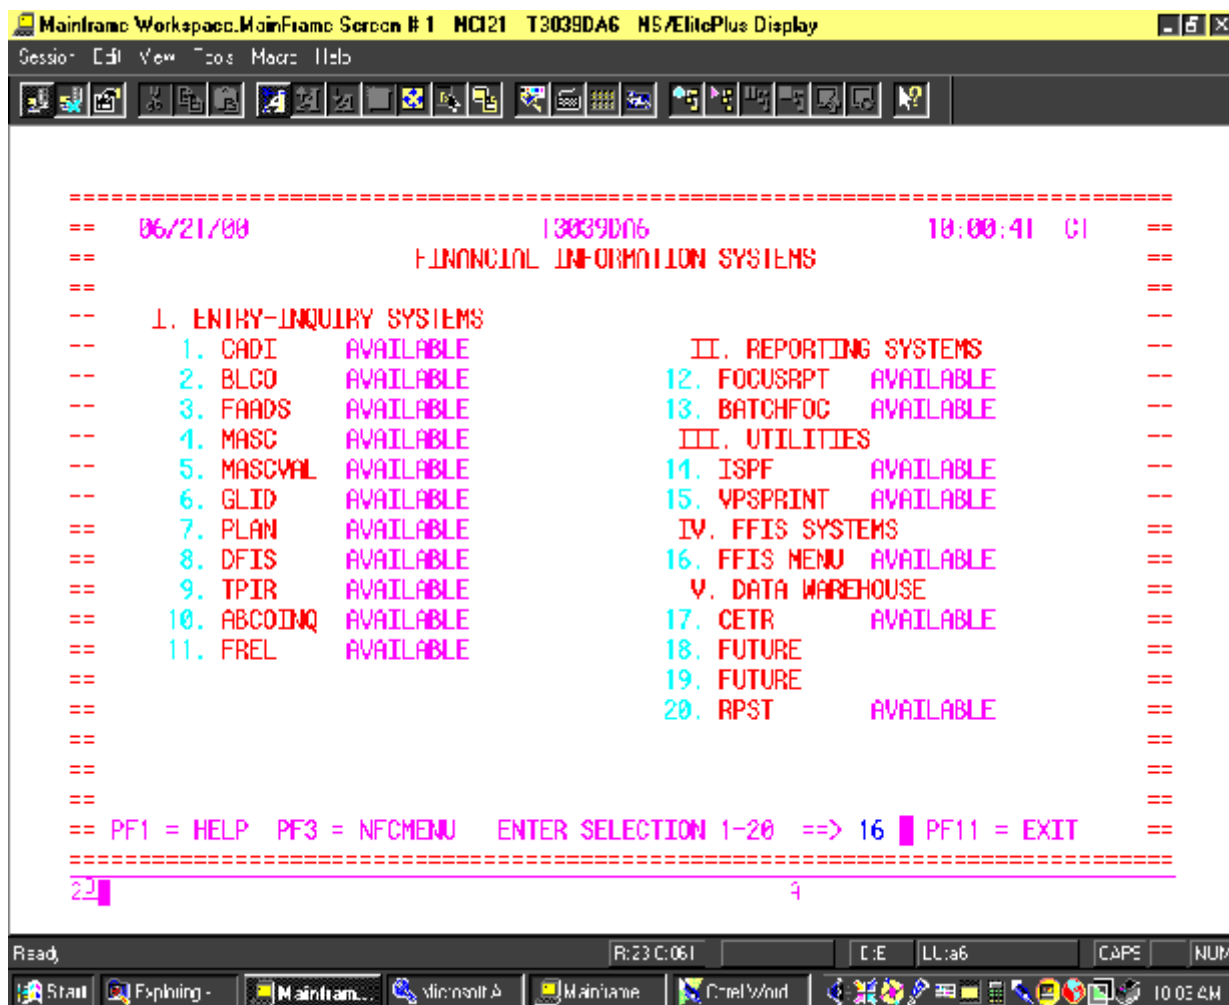 Mainframe Workspace.MainFrame Screen # 1 NC121 T3039DA6 NS/ElitePlus Display
Session Edit View Tools Macro Help
================================================================================
== 06/21/00 T3039DA6 10:00:41 CT ==
== FINANCIAL INFORMATION SYSTEMS ==
== ==
-- I. ENTRY-INQUIRY SYSTEMS --
-- 1. CADI AVAILABLE II. REPORTING SYSTEMS --
-- 2. BLCO AVAILABLE 12. FOCUSRPT AVAILABLE --
-- 3. FAADS AVAILABLE 13. BATCHFOC AVAILABLE --
-- 4. MASC AVAILABLE III. UTILITIES --
-- 5. MASCVAL AVAILABLE 14. ISPF AVAILABLE --
-- 6. GLID AVAILABLE 15. VPSPRINT AVAILABLE --
== 7. PLAN AVAILABLE IV. FFIS SYSTEMS ==
== 8. DFIS AVAILABLE 16. FFIS MENU AVAILABLE ==
== 9. TPIR AVAILABLE V. DATA WAREHOUSE ==
== 10. ABCOINQ AVAILABLE 17. CETR AVAILABLE ==
== 11. FREL AVAILABLE 18. FUTURE ==
== 19. FUTURE ==
== 20. RPST AVAILABLE ==
== ==
== ==
== ==
== PF1 = HELP PF3 = NFCMENU ENTER SELECTION 1-20 ==> 16 PF11 = EXIT ==
================================================================================
Ready R:23 C:061 LU:a6 CAPS NUM
Start Exploring - Mainfram... Microsoft A Mainframe Corel Word 10:03 AM